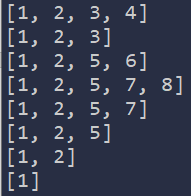 [1, 2, 3, 4]
[1, 2, 3]
[1, 2, 5, 6]
[1, 2, 5, 7, 8]
[1, 2, 5, 7]
[1, 2, 5]
[1, 2]
[1]